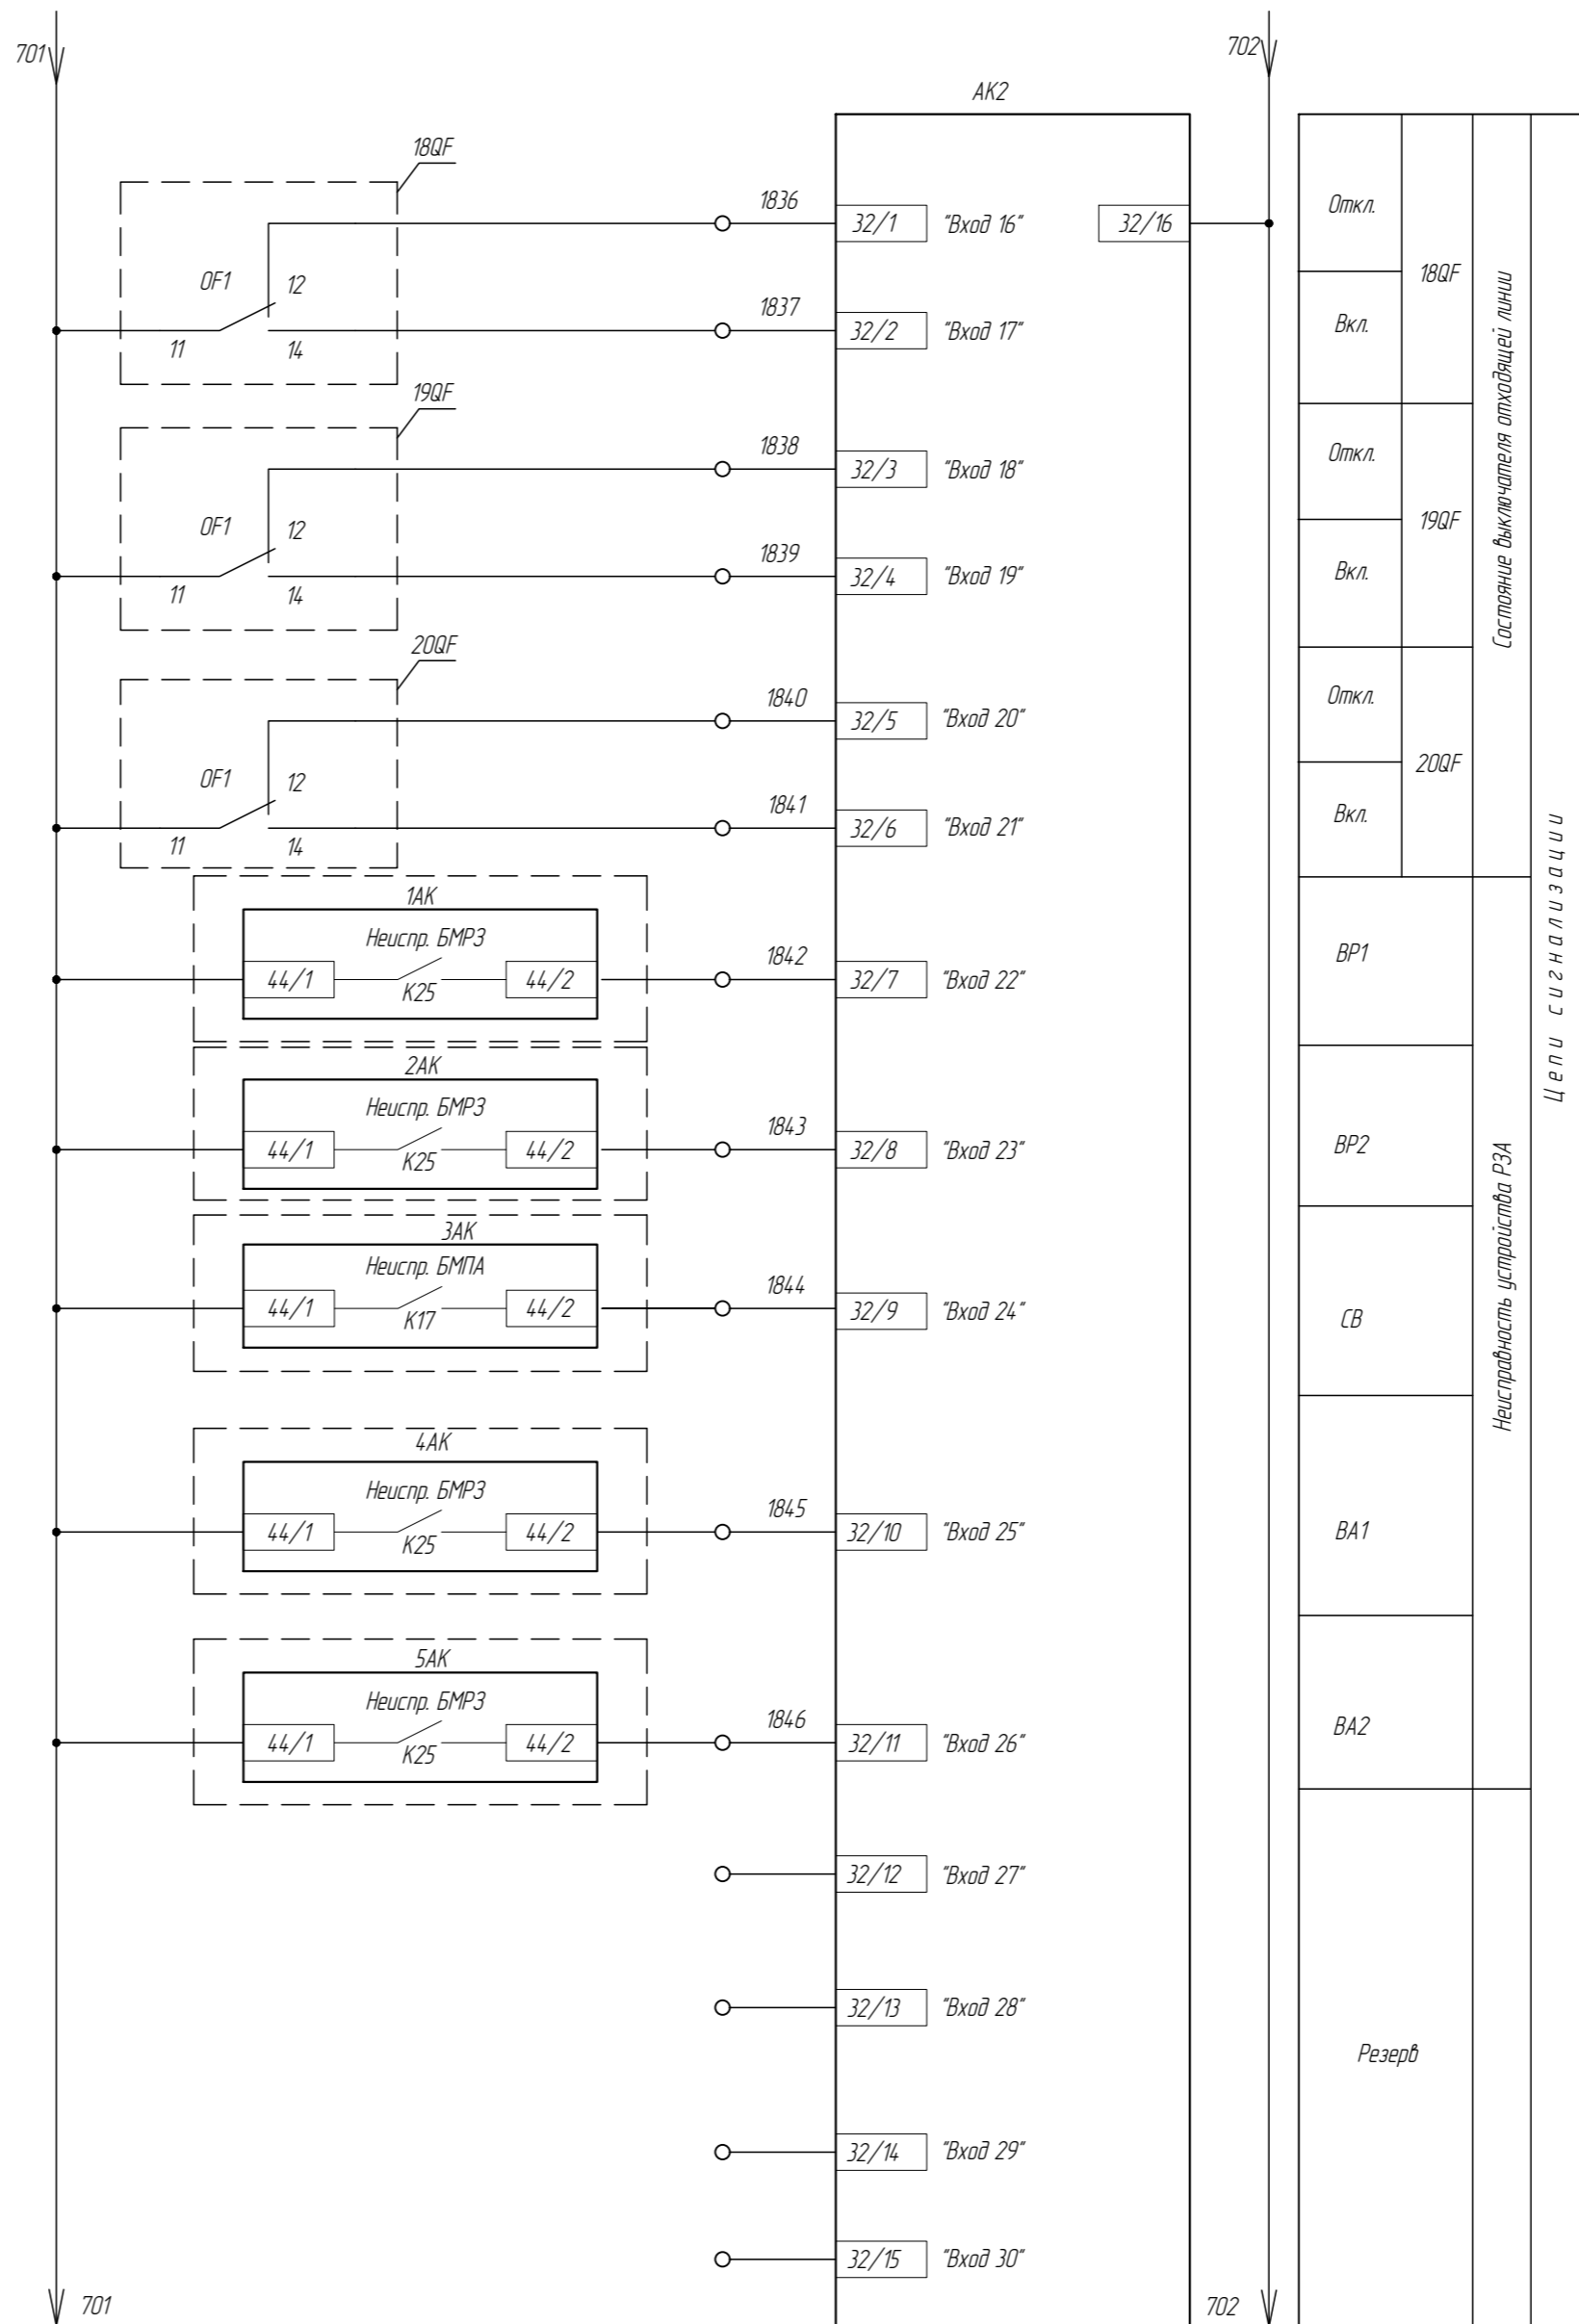 701
702
АК2
18QF
1836
32/1 "Вход 16" 32/16
OF1 12
1837
11 14
32/2 "Вход 17"
19QF
1838
32/3 "Вход 18"
OF1 12
1839
11 14
32/4 "Вход 19"
20QF
1840
32/5 "Вход 20"
OF1 12
1841
11 14
32/6 "Вход 21"
1АК
Неиспр. БМРЗ
44/1 К25 44/2
1842
32/7 "Вход 22"
2АК
Неиспр. БМРЗ
44/1 К25 44/2
1843
32/8 "Вход 23"
3АК
Неиспр. БМПА
44/1 К17 44/2
1844
32/9 "Вход 24"
4АК
Неиспр. БМРЗ
44/1 К25 44/2
1845
32/10 "Вход 25"
5АК
Неиспр. БМРЗ
44/1 К25 44/2
1846
32/11 "Вход 26"
32/12 "Вход 27"
32/13 "Вход 28"
32/14 "Вход 29"
32/15 "Вход 30"
701
702
Откл.
Вкл.
18QF
Откл.
Вкл.
19QF
Откл.
Вкл.
20QF
Состояние выключателя отходящей линии
ВР1
ВР2
СВ
ВА1
ВА2
Неисправность устройства РЗА
Резерв
Цепи сигнализации